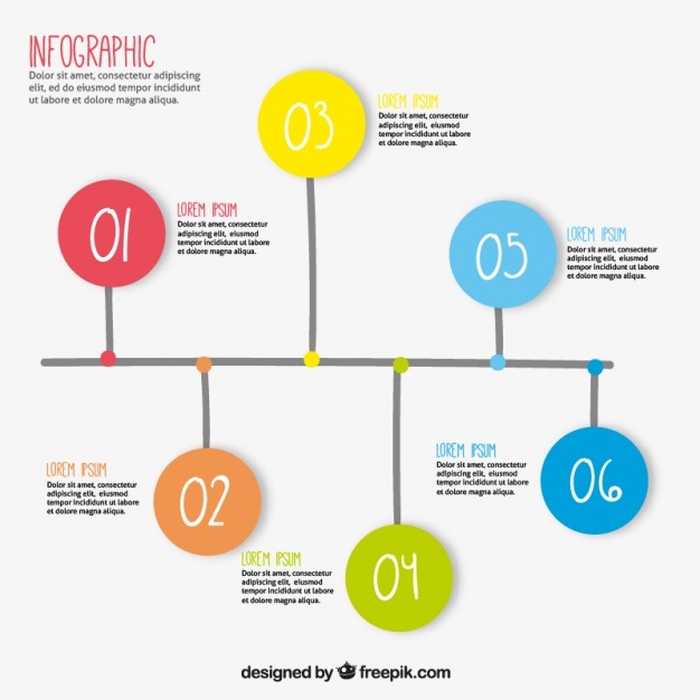 INFOGRAPHIC
Dolor sit amet, consectetur adipiscing
elit, ed do eiusmod tempor incididunt
ut labore et dolore magna aliqua.
03
LOREM IPSUM
Dolor sit amet, consectetur
adipiscing elit, eiusmod
tempor incididunt ut labore
et dolore magna aliqua.
01
LOREM IPSUM
Dolor sit amet, consectetur
adipiscing elit, eiusmod
tempor incididunt ut labore
et dolore magna aliqua.
05
LOREM IPSUM
Dolor sit amet, consectetur
adipiscing elit, eiusmod
tempor incididunt ut labore
et dolore magna aliqua.
LOREM IPSUM
Dolor sit amet, consectetur
adipiscing elit, eiusmod
tempor incididunt ut labore
et dolore magna aliqua.
02
LOREM IPSUM
Dolor sit amet, consectetur
adipiscing elit, eiusmod
tempor incididunt ut labore
et dolore magna aliqua.
06
LOREM IPSUM
Dolor sit amet, consectetur
adipiscing elit, eiusmod
tempor incididunt ut labore
et dolore magna aliqua.
04
designed by freepik.com